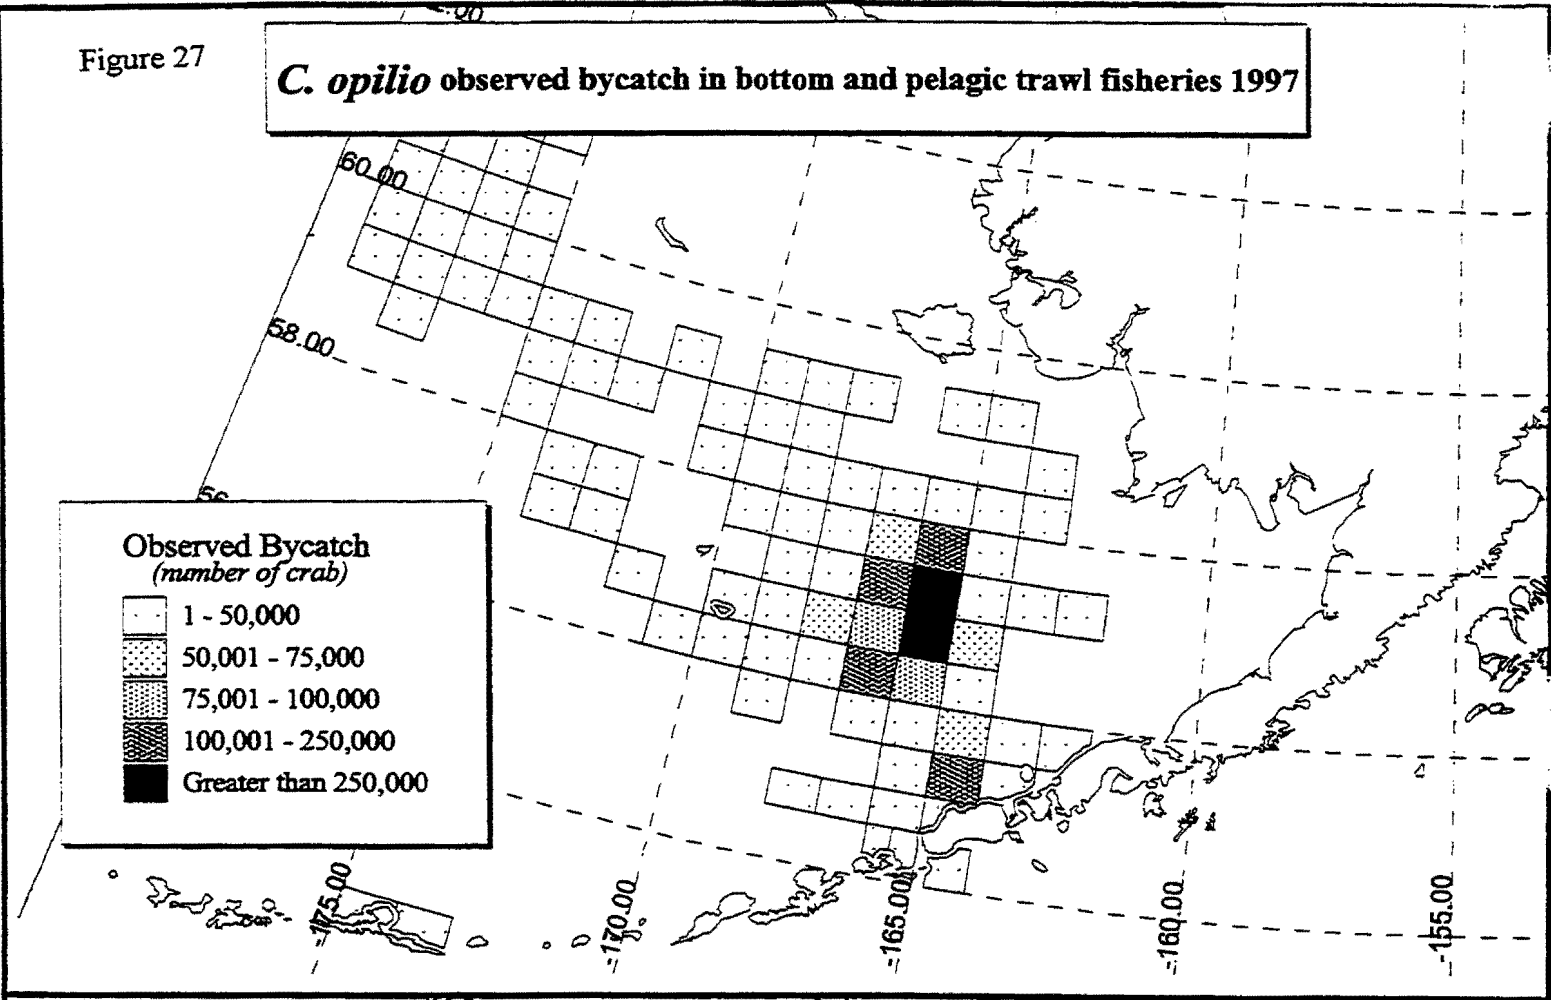 Figure 27
C. opilio observed bycatch in bottom and pelagic trawl fisheries 1997
60.00
58.00
Observed Bycatch
(number of crab)
1 - 50,000
50,001 - 75,000
75,001 - 100,000
100,001 - 250,000
Greater than 250,000
-175.00
-170.00
-165.00
-160.00
-155.00